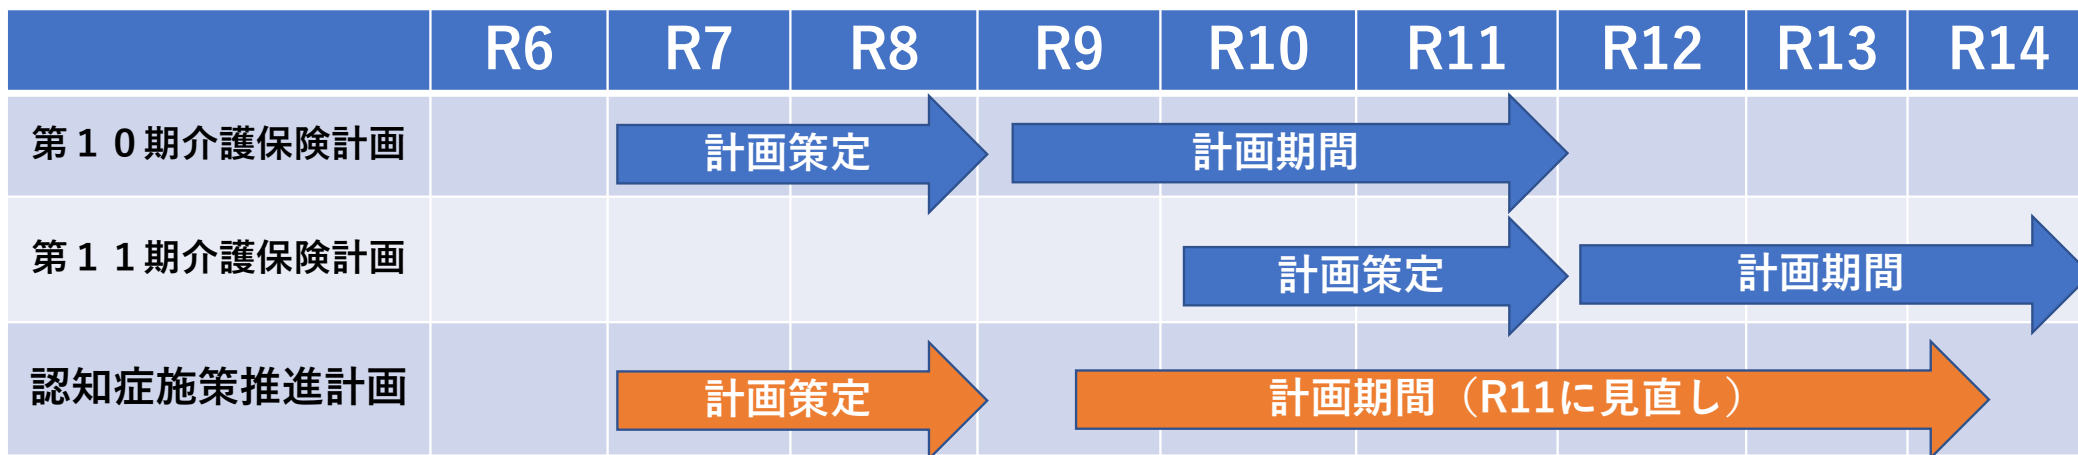 R6 R7 R8 R9 R10 R11 R12 R13 R14
第１０期介護保険計画 計画策定 計画期間
第１１期介護保険計画 計画策定 計画期間
認知症施策推進計画 計画策定 計画期間（R11に見直し）